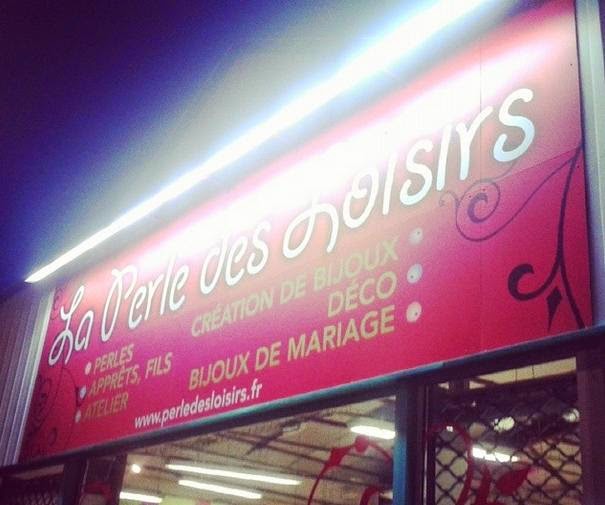 La Perle des Loisirs
PERLES
APPRÊTS, FILS
ATELIER
CRÉATION DE BIJOUX
DÉCO
BIJOUX DE MARIAGE
www.perledesloisirs.fr